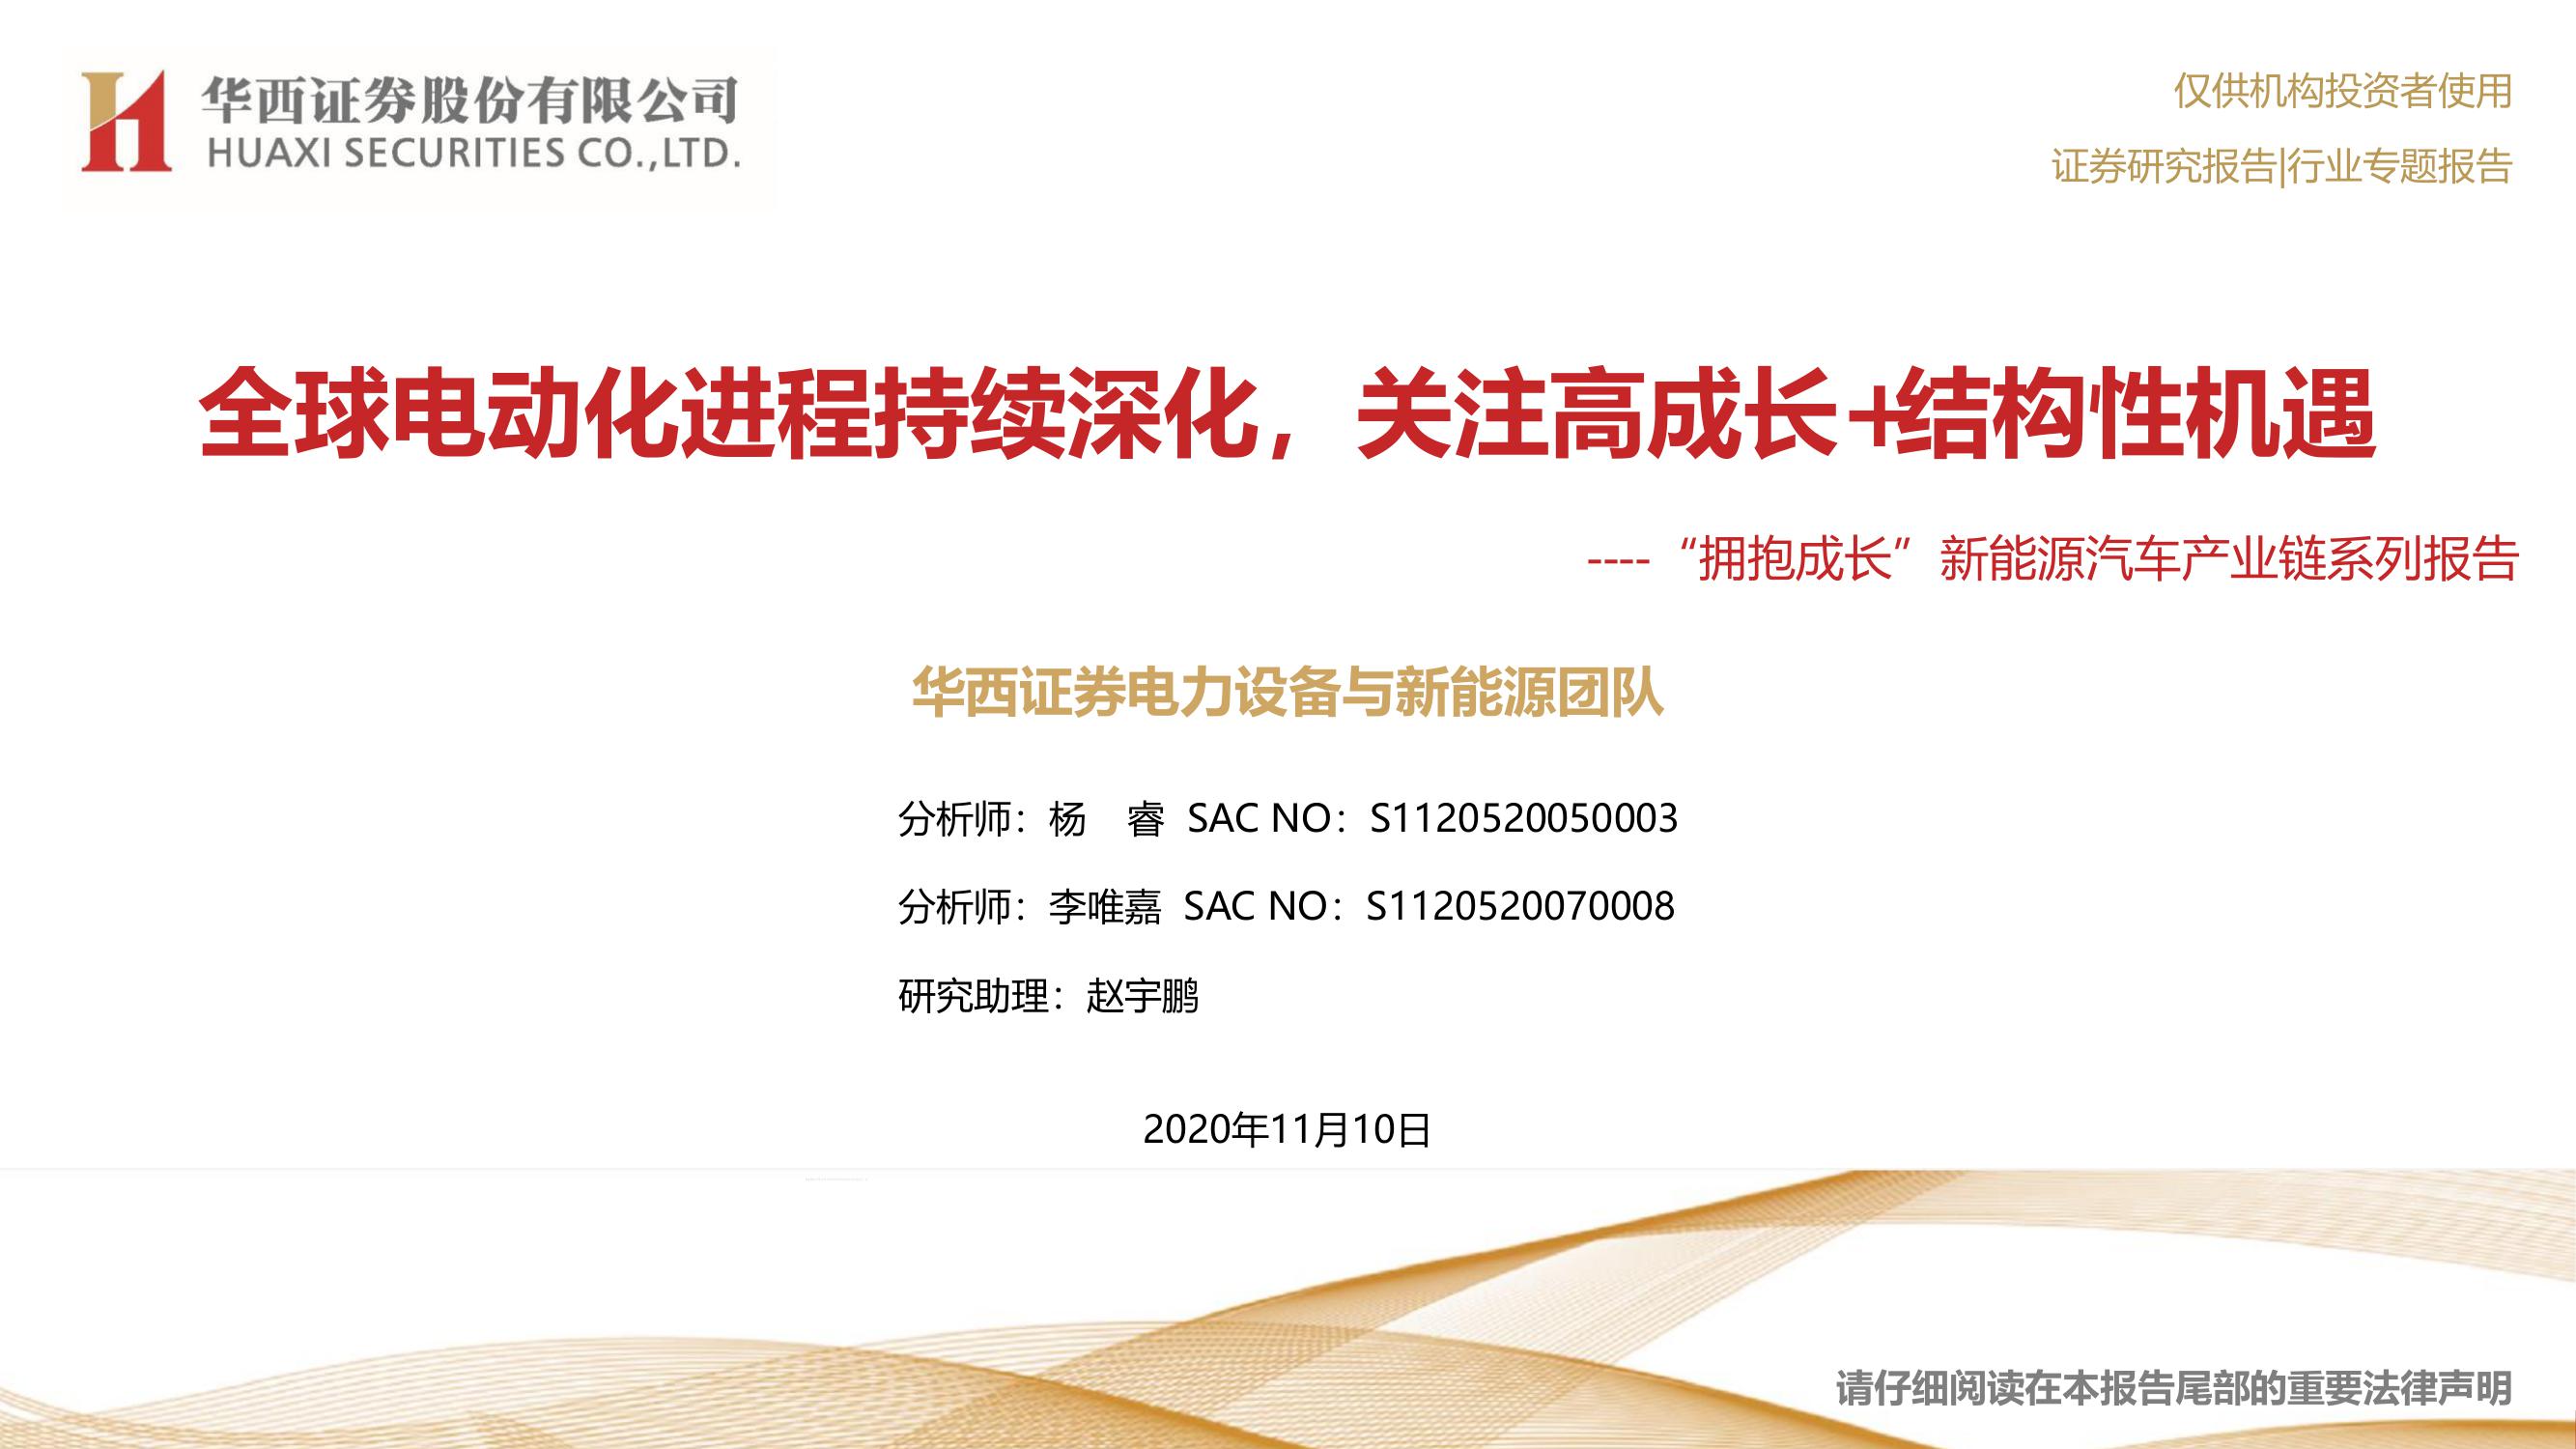 华西证券股份有限公司
HUAXI SECURITIES CO.,LTD.
仅供机构投资者使用
证券研究报告|行业专题报告
全球电动化进程持续深化，关注高成长+结构性机遇
----“拥抱成长”新能源汽车产业链系列报告
华西证券电力设备与新能源团队
分析师：杨　睿 SAC NO：S1120520050003
分析师：李唯嘉 SAC NO：S1120520070008
研究助理：赵宇鹏
2020年11月10日
请仔细阅读在本报告尾部的重要法律声明